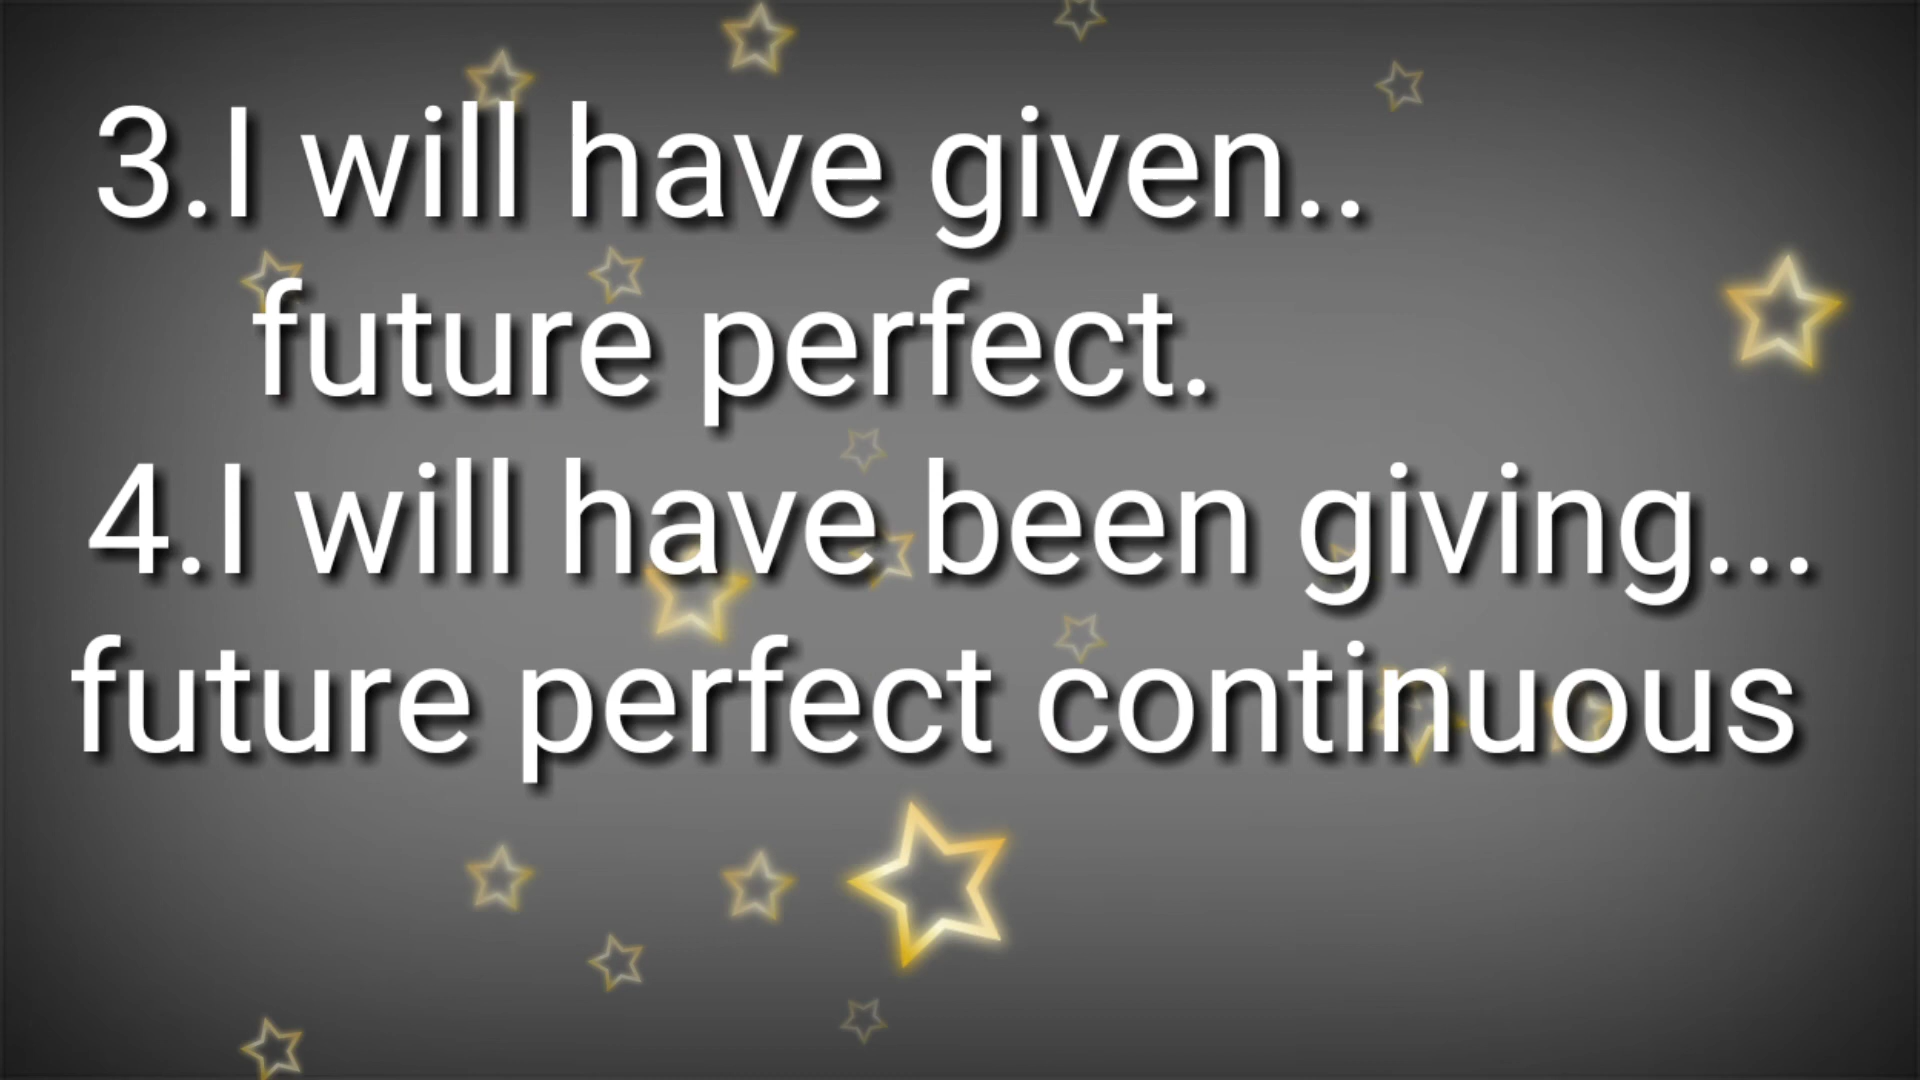 3.I will have given..
future perfect.
4.I will have been giving...
future perfect continuous